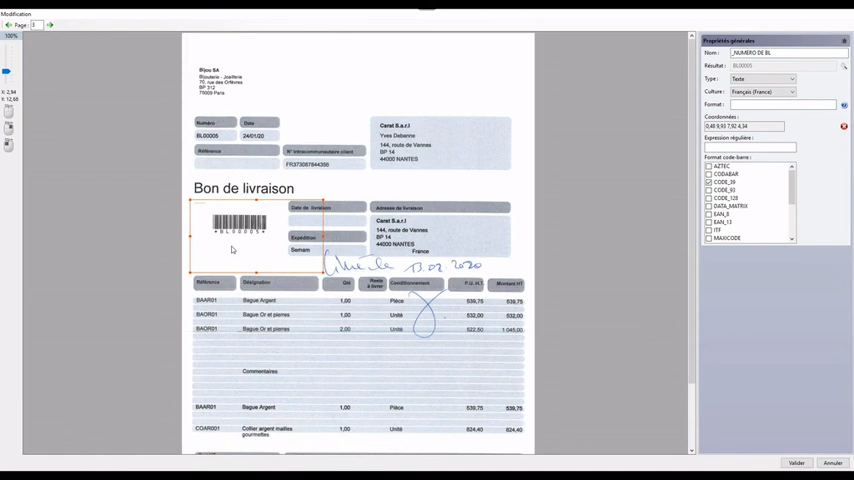 Modification
Page : 3
100%
X: 2,94
Y: 12,68
Bijou SA
Bijouterie - Joaillerie
70, rue des Orfèvres
BP 312
75009 Paris
Numéro Date
BL00005 24/01/20
Référence N° Intracommunautaire client
FR373087844356
Carat S.a.r.l
Yves Debanne
144, route de Vannes
BP 14
44000 NANTES
Bon de livraison
*BL00005*
Date de livraison
Expédition
Semam
Adresse de livraison
Carat S.a.r.l
144, route de Vannes
BP 14
44000 NANTES
France
13.02.2020
Référence Désignation Qté Reste à livrer Conditionnement P.U. H.T. Montant HT
BAAR01 Bague Argent 1,00 Pièce 539,75 539,75
BAOR01 Bague Or et pierres 1,00 Unité 532,00 532,00
BAOR01 Bague Or et pierres 2,00 Unité 522,50 1 045,00
Commentaires
BAAR01 Bague Argent 1,00 Pièce 539,75 539,75
COAR001 Collier argent mailles gourmettes 1,00 Unité 824,40 824,40
Propriétés générales
Nom : _NUMERO DE BL
Résultat : BL00005
Type : Texte
Culture : Français (France)
Format :
Coordonnées :
0,48 9,93 7,92 4,34
Expression régulière :
Format code-barre :
AZTEC
CODABAR
CODE_39
CODE_93
CODE_128
DATA_MATRIX
EAN_8
EAN_13
ITF
MAXICODE
Valider Annuler